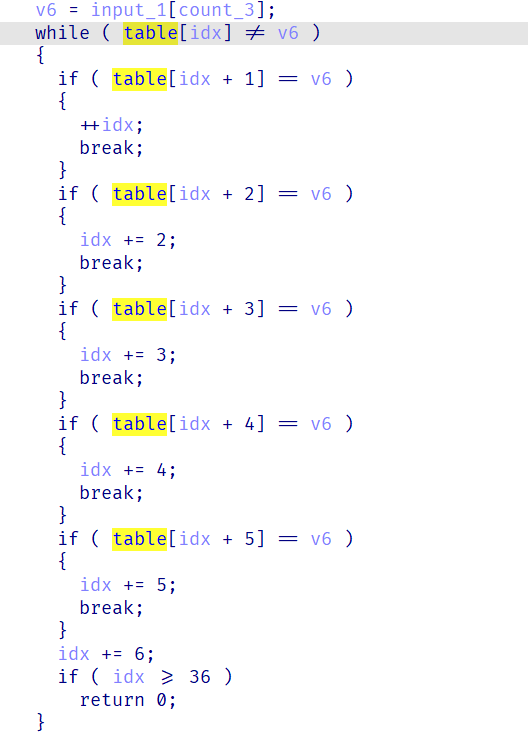 v6 = input_1[count_3];
while ( table[idx] ≠ v6 )
{
if ( table[idx + 1] == v6 )
{
++idx;
break;
}
if ( table[idx + 2] == v6 )
{
idx += 2;
break;
}
if ( table[idx + 3] == v6 )
{
idx += 3;
break;
}
if ( table[idx + 4] == v6 )
{
idx += 4;
break;
}
if ( table[idx + 5] == v6 )
{
idx += 5;
break;
}
idx += 6;
if ( idx ⩾ 36 )
return 0;
}